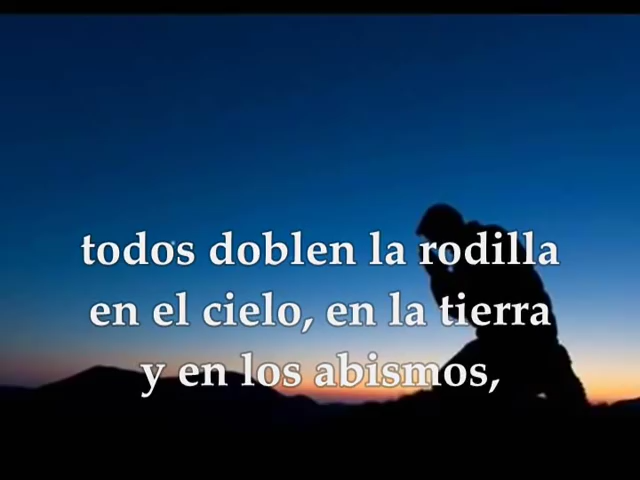 todos doblen la rodilla
en el cielo, en la tierra
y en los abismos,